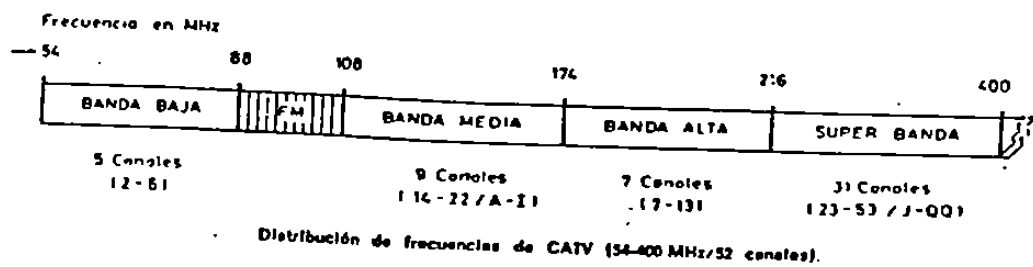 Frecuencia en MHz
54 88 108 174 216 400
BANDA BAJA FM BANDA MEDIA BANDA ALTA SUPER BANDA
5 Canales 9 Canales 7 Canales 31 Canales
(2-6) (14-22/A-I) (7-13) (23-53/J-QQ)
Distribución de frecuencias de CATV (54-400 MHz/52 canales).